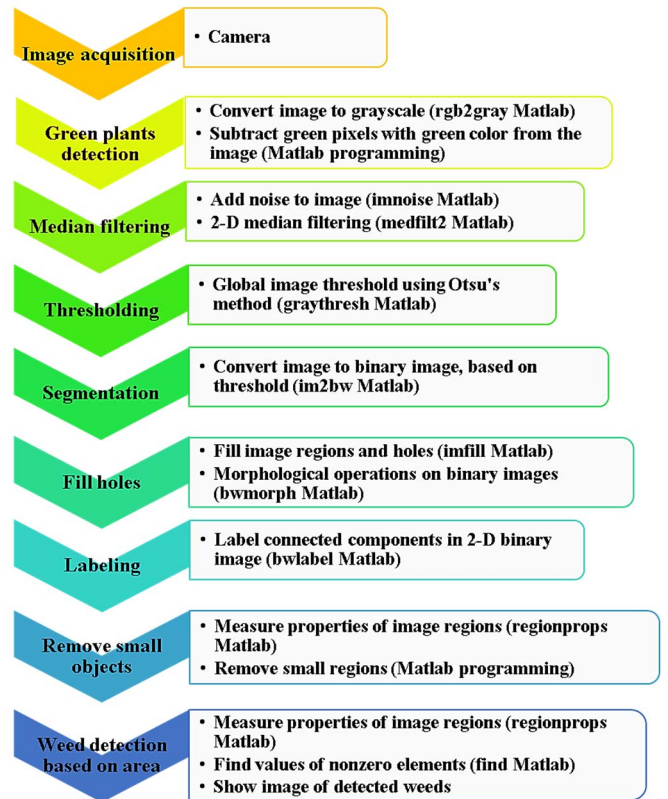 Image acquisition
• Camera
Green plants
detection
• Convert image to grayscale (rgb2gray Matlab)
• Subtract green pixels with green color from the
image (Matlab programming)
Median filtering
• Add noise to image (imnoise Matlab)
• 2-D median filtering (medfilt2 Matlab)
Thresholding
• Global image threshold using Otsu's
method (graythresh Matlab)
Segmentation
• Convert image to binary image, based on
threshold (im2bw Matlab)
Fill holes
• Fill image regions and holes (imfill Matlab)
• Morphological operations on binary images
(bwmorph Matlab)
Labeling
• Label connected components in 2-D binary
image (bwlabel Matlab)
Remove small
objects
• Measure properties of image regions (regionprops
Matlab)
• Remove small regions (Matlab programming)
Weed detection
based on area
• Measure properties of image regions (regionprops
Matlab)
• Find values of nonzero elements (find Matlab)
• Show image of detected weeds